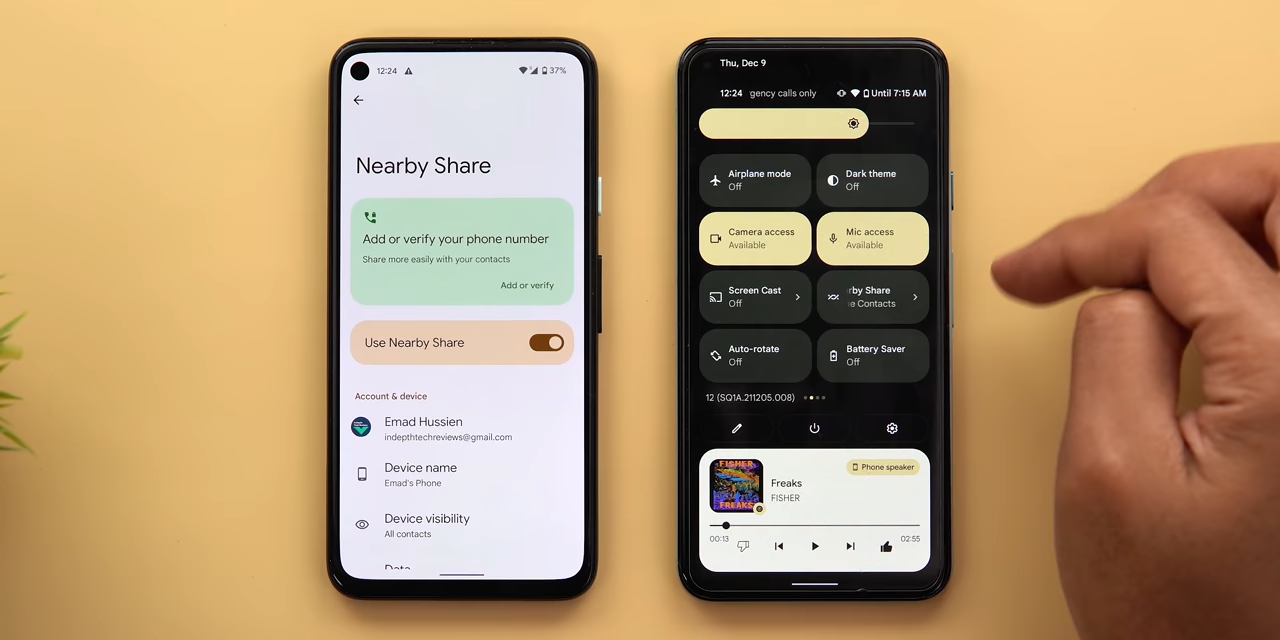 12:24
37%
Nearby Share
Add or verify your phone number
Share more easily with your contacts
Add or verify
Use Nearby Share
Account & device
Emad Hussien
indepthtechreviews@gmail.com
Device name
Emad's Phone
Device visibility
All contacts
Thu, Dec 9
12:24 gency calls only Until 7:15 AM
Airplane mode
Off
Dark theme
Off
Camera access
Available
Mic access
Available
Screen Cast
Off
rby Share
e Contacts
Auto-rotate
Off
Battery Saver
Off
12 (SQ1A.211205.008)
FISHER
FREAKS
Phone speaker
Freaks
FISHER
00:13
02:55